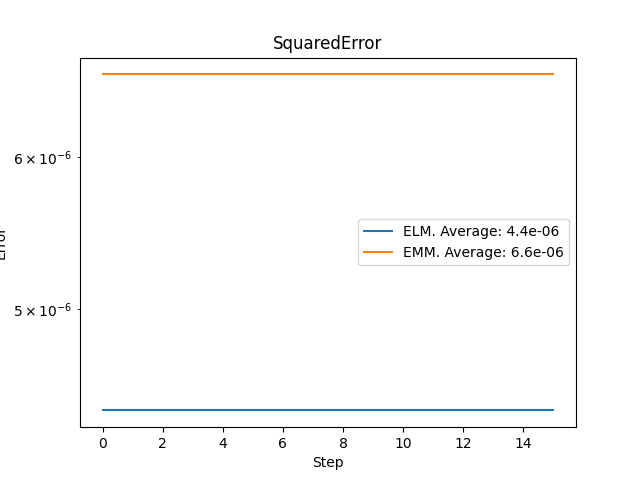 SquaredError
6 × 10⁻⁶
5 × 10⁻⁶
Error
ELM. Average: 4.4e-06
EMM. Average: 6.6e-06
0 2 4 6 8 10 12 14
Step